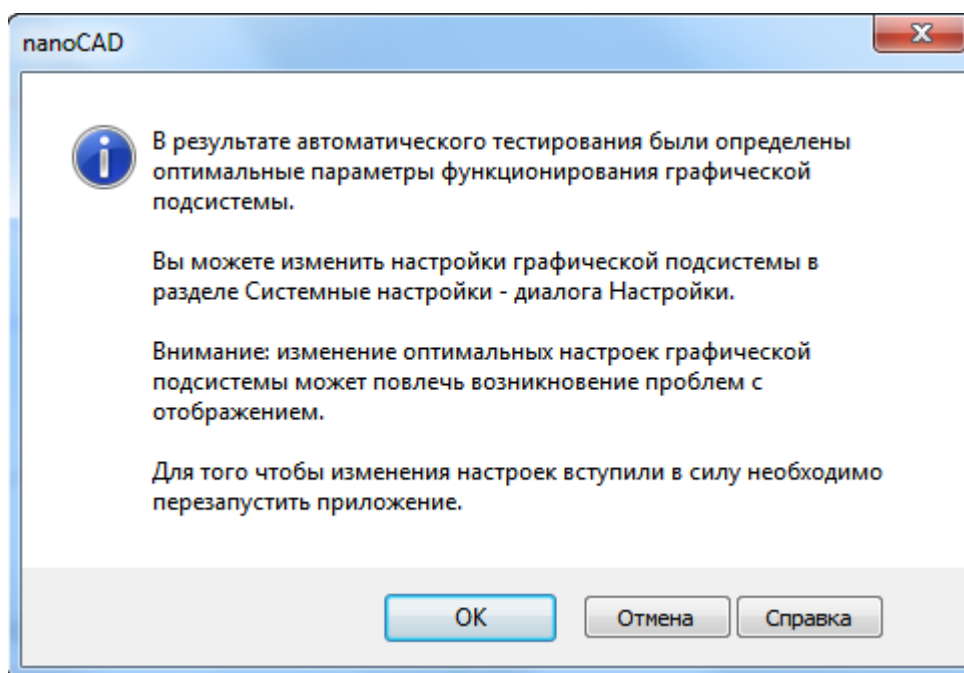 nanoCAD
В результате автоматического тестирования были определены
оптимальные параметры функционирования графической
подсистемы.
Вы можете изменить настройки графической подсистемы в
разделе Системные настройки - диалога Настройки.
Внимание: изменение оптимальных настроек графической
подсистемы может повлечь возникновение проблем с
отображением.
Для того чтобы изменения настроек вступили в силу необходимо
перезапустить приложение.
OK Отмена Справка